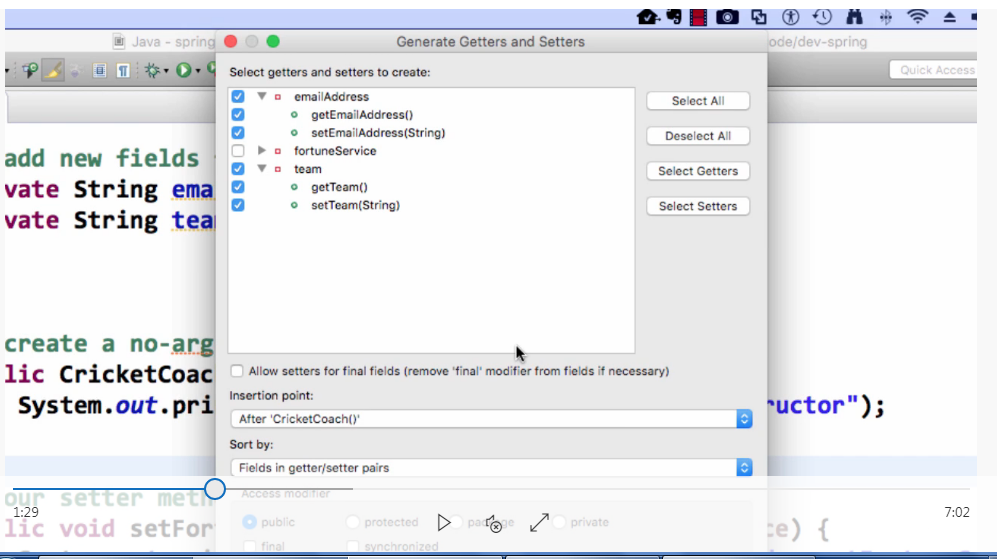 Java - spring
Generate Getters and Setters
ode/dev-spring
Quick Access
Select getters and setters to create:
emailAddress
getEmailAddress()
setEmailAddress(String)
fortuneService
team
getTeam()
setTeam(String)
Select All
Deselect All
Select Getters
Select Setters
add new fields
vate String ema
vate String tea
create a no-arg
lic CricketCoac
System.out.pri
ructor");
Allow setters for final fields (remove 'final' modifier from fields if necessary)
Insertion point:
After 'CricketCoach()'
Sort by:
Fields in getter/setter pairs
Access modifier
public
protected
package
private
final
synchronized
our setter meth
lic void setFor
ce) {
1:29
7:02